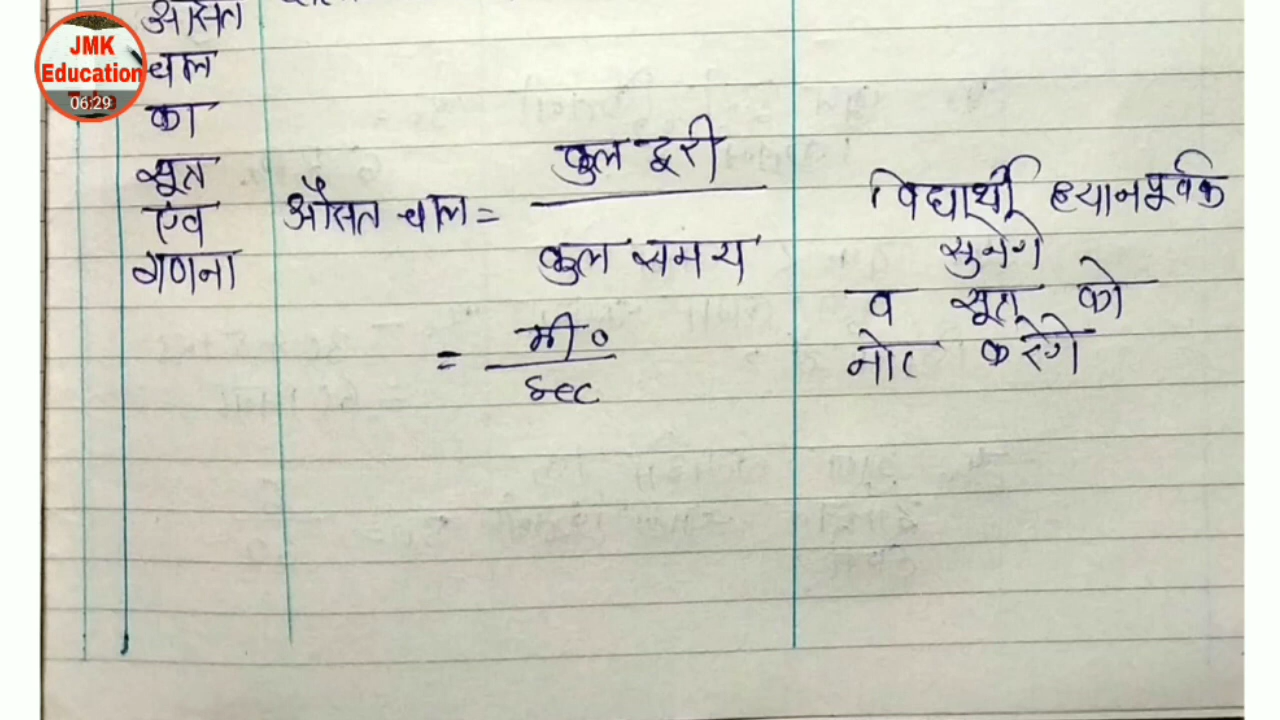 औसत
JMK
Education
06:29
चाल
का
सूत्र
एवं
गणना
कुल दूरी
औसत चाल =
कुल समय
= मी०
sec
विद्यार्थी ध्यानपूर्वक
सुनेंगे
व सूत्र को
नोट करेंगे